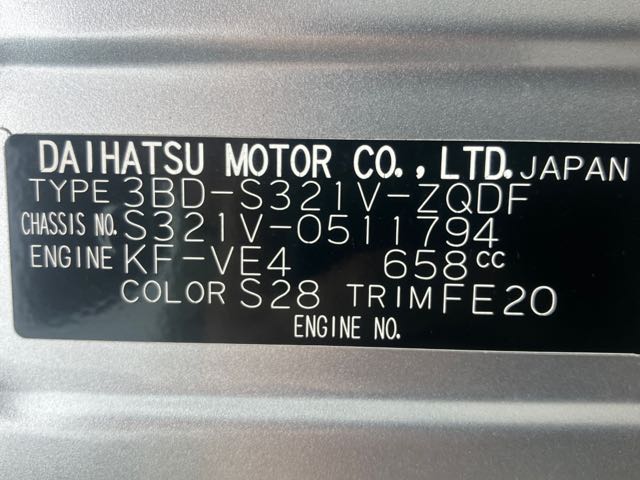 DAIHATSU MOTOR CO., LTD. JAPAN
TYPE 3BD-S321V-ZQDF
CHASSIS NO. S321V-0511794
ENGINE KF-VE4 658cc
COLOR S28 TRIM FE20
ENGINE NO.